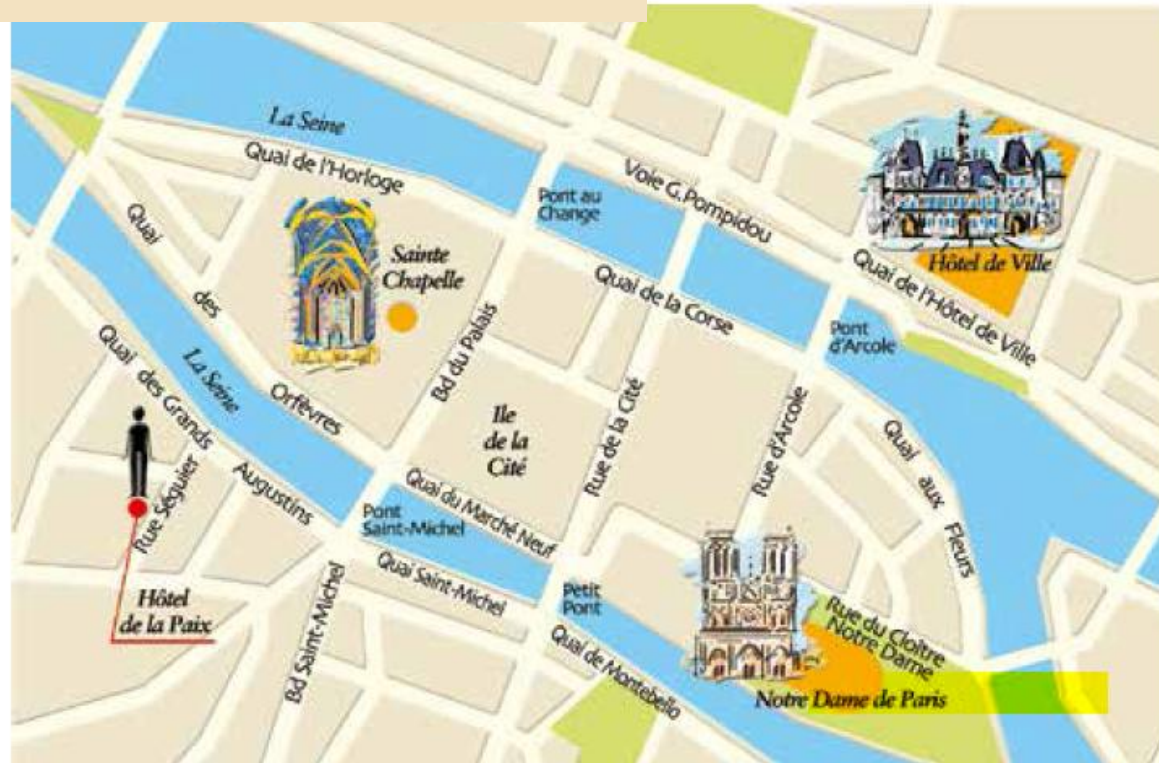 La Seine
Quai de l'Horloge
Voie G. Pompidou
Pont au
Change
Hôtel de Ville
Quai de l'Hôtel de Ville
Quai
des
Orfèvres
Sainte
Chapelle
Quai de la Corse
Pont
d'Arcole
Bd du Palais
Quai des Grands
Augustins
La Seine
Ile
de la
Cité
Rue de la Cité
Rue d'Arcole
Quai
aux
Fleurs
Rue Séguier
Pont
Saint-Michel
Quai du Marché Neuf
Quai Saint-Michel
Petit
Pont
Hôtel
de la Paix
Bd Saint-Michel
Quai de Montebello
Rue du Cloître
Notre Dame
Notre Dame de Paris